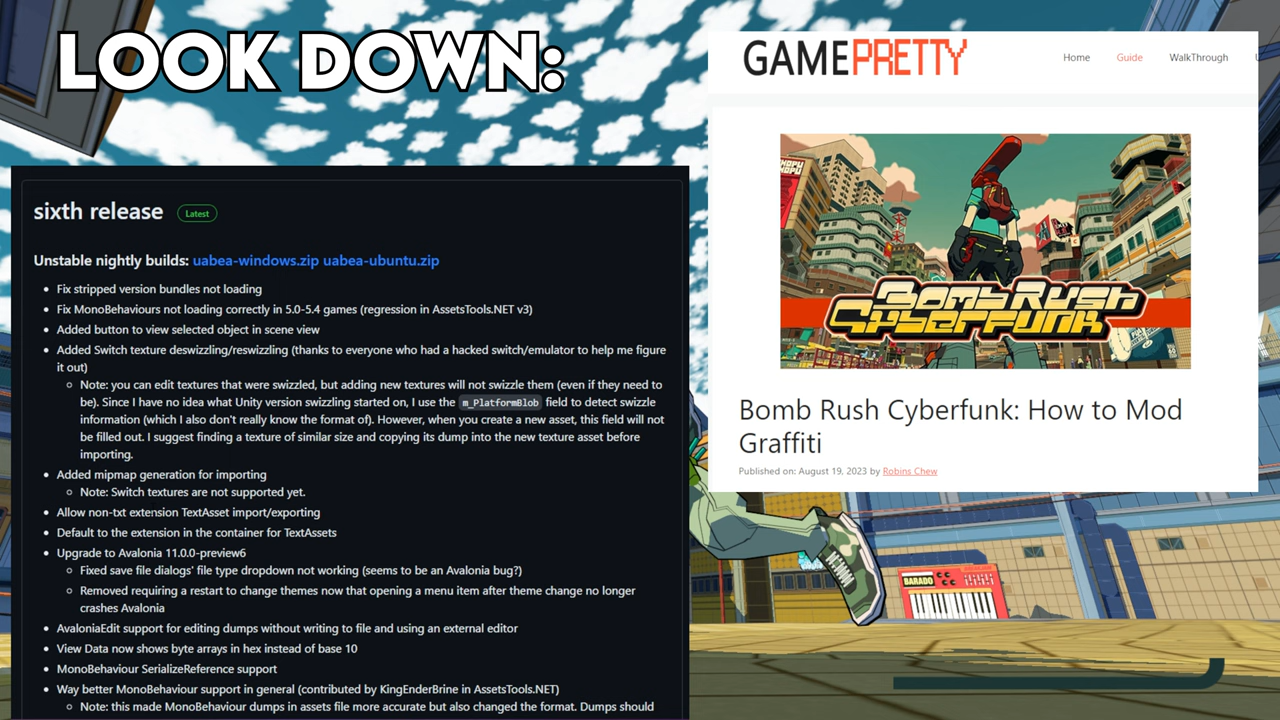 LOOK DOWN:
sixth release Latest
Unstable nightly builds: uabea-windows.zip uabea-ubuntu.zip
• Fix stripped version bundles not loading
• Fix MonoBehaviours not loading correctly in 5.0-5.4 games (regression in AssetsTools.NET v3)
• Added button to view selected object in scene view
• Added Switch texture deswizzling/reswizzling (thanks to everyone who had a hacked switch/emulator to help me figure
it out)
○ Note: you can edit textures that were swizzled, but adding new textures will not swizzle them (even if they need to
be). Since I have no idea what Unity version swizzling started on, I use the m_PlatformBlob field to detect swizzle
information (which I also don't really know the format of). However, when you create a new asset, this field will not
be filled out. I suggest finding a texture of similar size and copying its dump into the new texture asset before
importing.
• Added mipmap generation for importing
○ Note: Switch textures are not supported yet.
• Allow non-txt extension TextAsset import/exporting
• Default to the extension in the container for TextAssets
• Upgrade to Avalonia 11.0.0-preview6
○ Fixed save file dialogs' file type dropdown not working (seems to be an Avalonia bug?)
○ Removed requiring a restart to change themes now that opening a menu item after theme change no longer
crashes Avalonia
• AvaloniaEdit support for editing dumps without writing to file and using an external editor
• View Data now shows byte arrays in hex instead of base 10
• MonoBehaviour SerializeReference support
• Way better MonoBehaviour support in general (contributed by KingEnderBrine in AssetsTools.NET)
○ Note: this made MonoBehaviour dumps in assets file more accurate but also changed the format. Dumps should
GAMEPRETTY
Home Guide WalkThrough
BOMB RUSH
CYBERFUNK
Bomb Rush Cyberfunk: How to Mod
Graffiti
Published on: August 19, 2023 by Robins Chew
BARADO